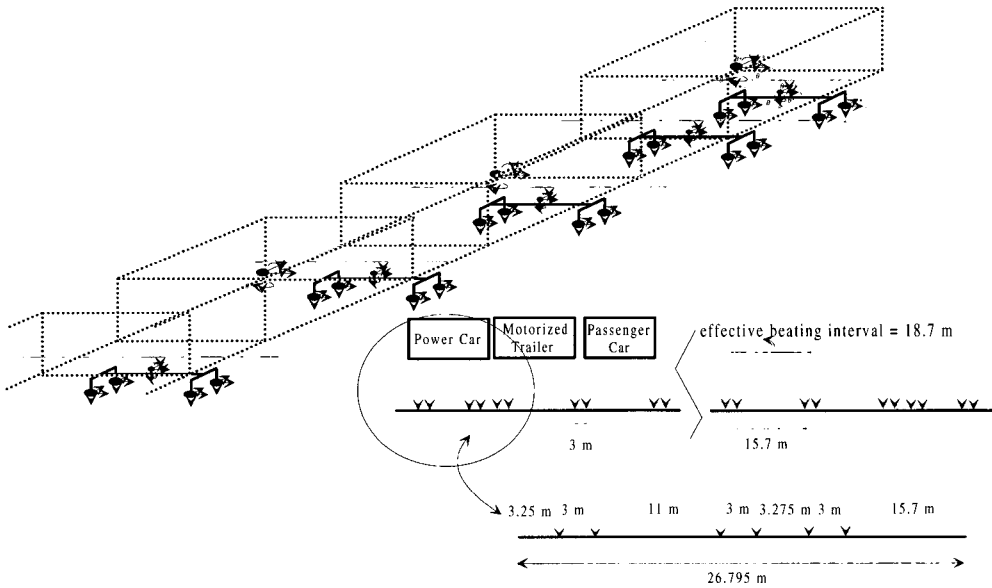 Power Car
Motorized
Trailer
Passenger
Car
effective beating interval = 18.7 m
3 m
15.7 m
3.25 m 3 m 11 m 3 m 3.275 m 3 m 15.7 m
26.795 m